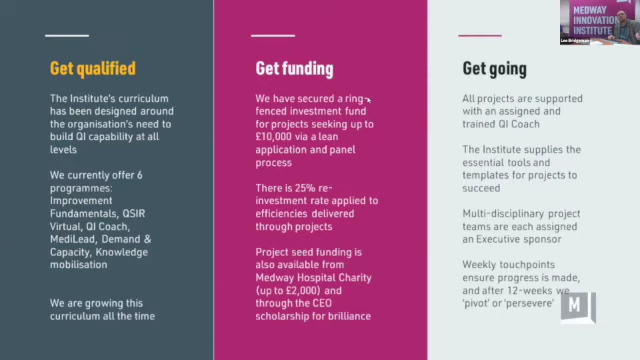 Get qualified
The Institute's curriculum
has been designed around
the organisation's need to
build QI capability at all
levels
We currently offer 6
programmes:
Improvement
Fundamentals, QSIR
Virtual, QI Coach,
MediLead, Demand &
Capacity, Knowledge
mobilisation
We are growing this
curriculum all the time
Get funding
We have secured a ring-
fenced investment fund
for projects seeking up to
£10,000 via a lean
application and panel
process
There is 25% re-
investment rate applied to
efficiencies delivered
through projects
Project seed funding is
also available from
Medway Hospital Charity
(up to £2,000) and
through the CEO
scholarship for brilliance
Get going
All projects are supported
with an assigned and
trained QI Coach
The Institute supplies the
essential tools and
templates for projects to
succeed
Multi-disciplinary project
teams are each assigned
an Executive sponsor
Weekly touchpoints
ensure progress is made,
and after 12-weeks we
'pivot' or 'persevere'
M
MEDWAY
INNOVATION
INSTITUTE
Lee Bridgeman